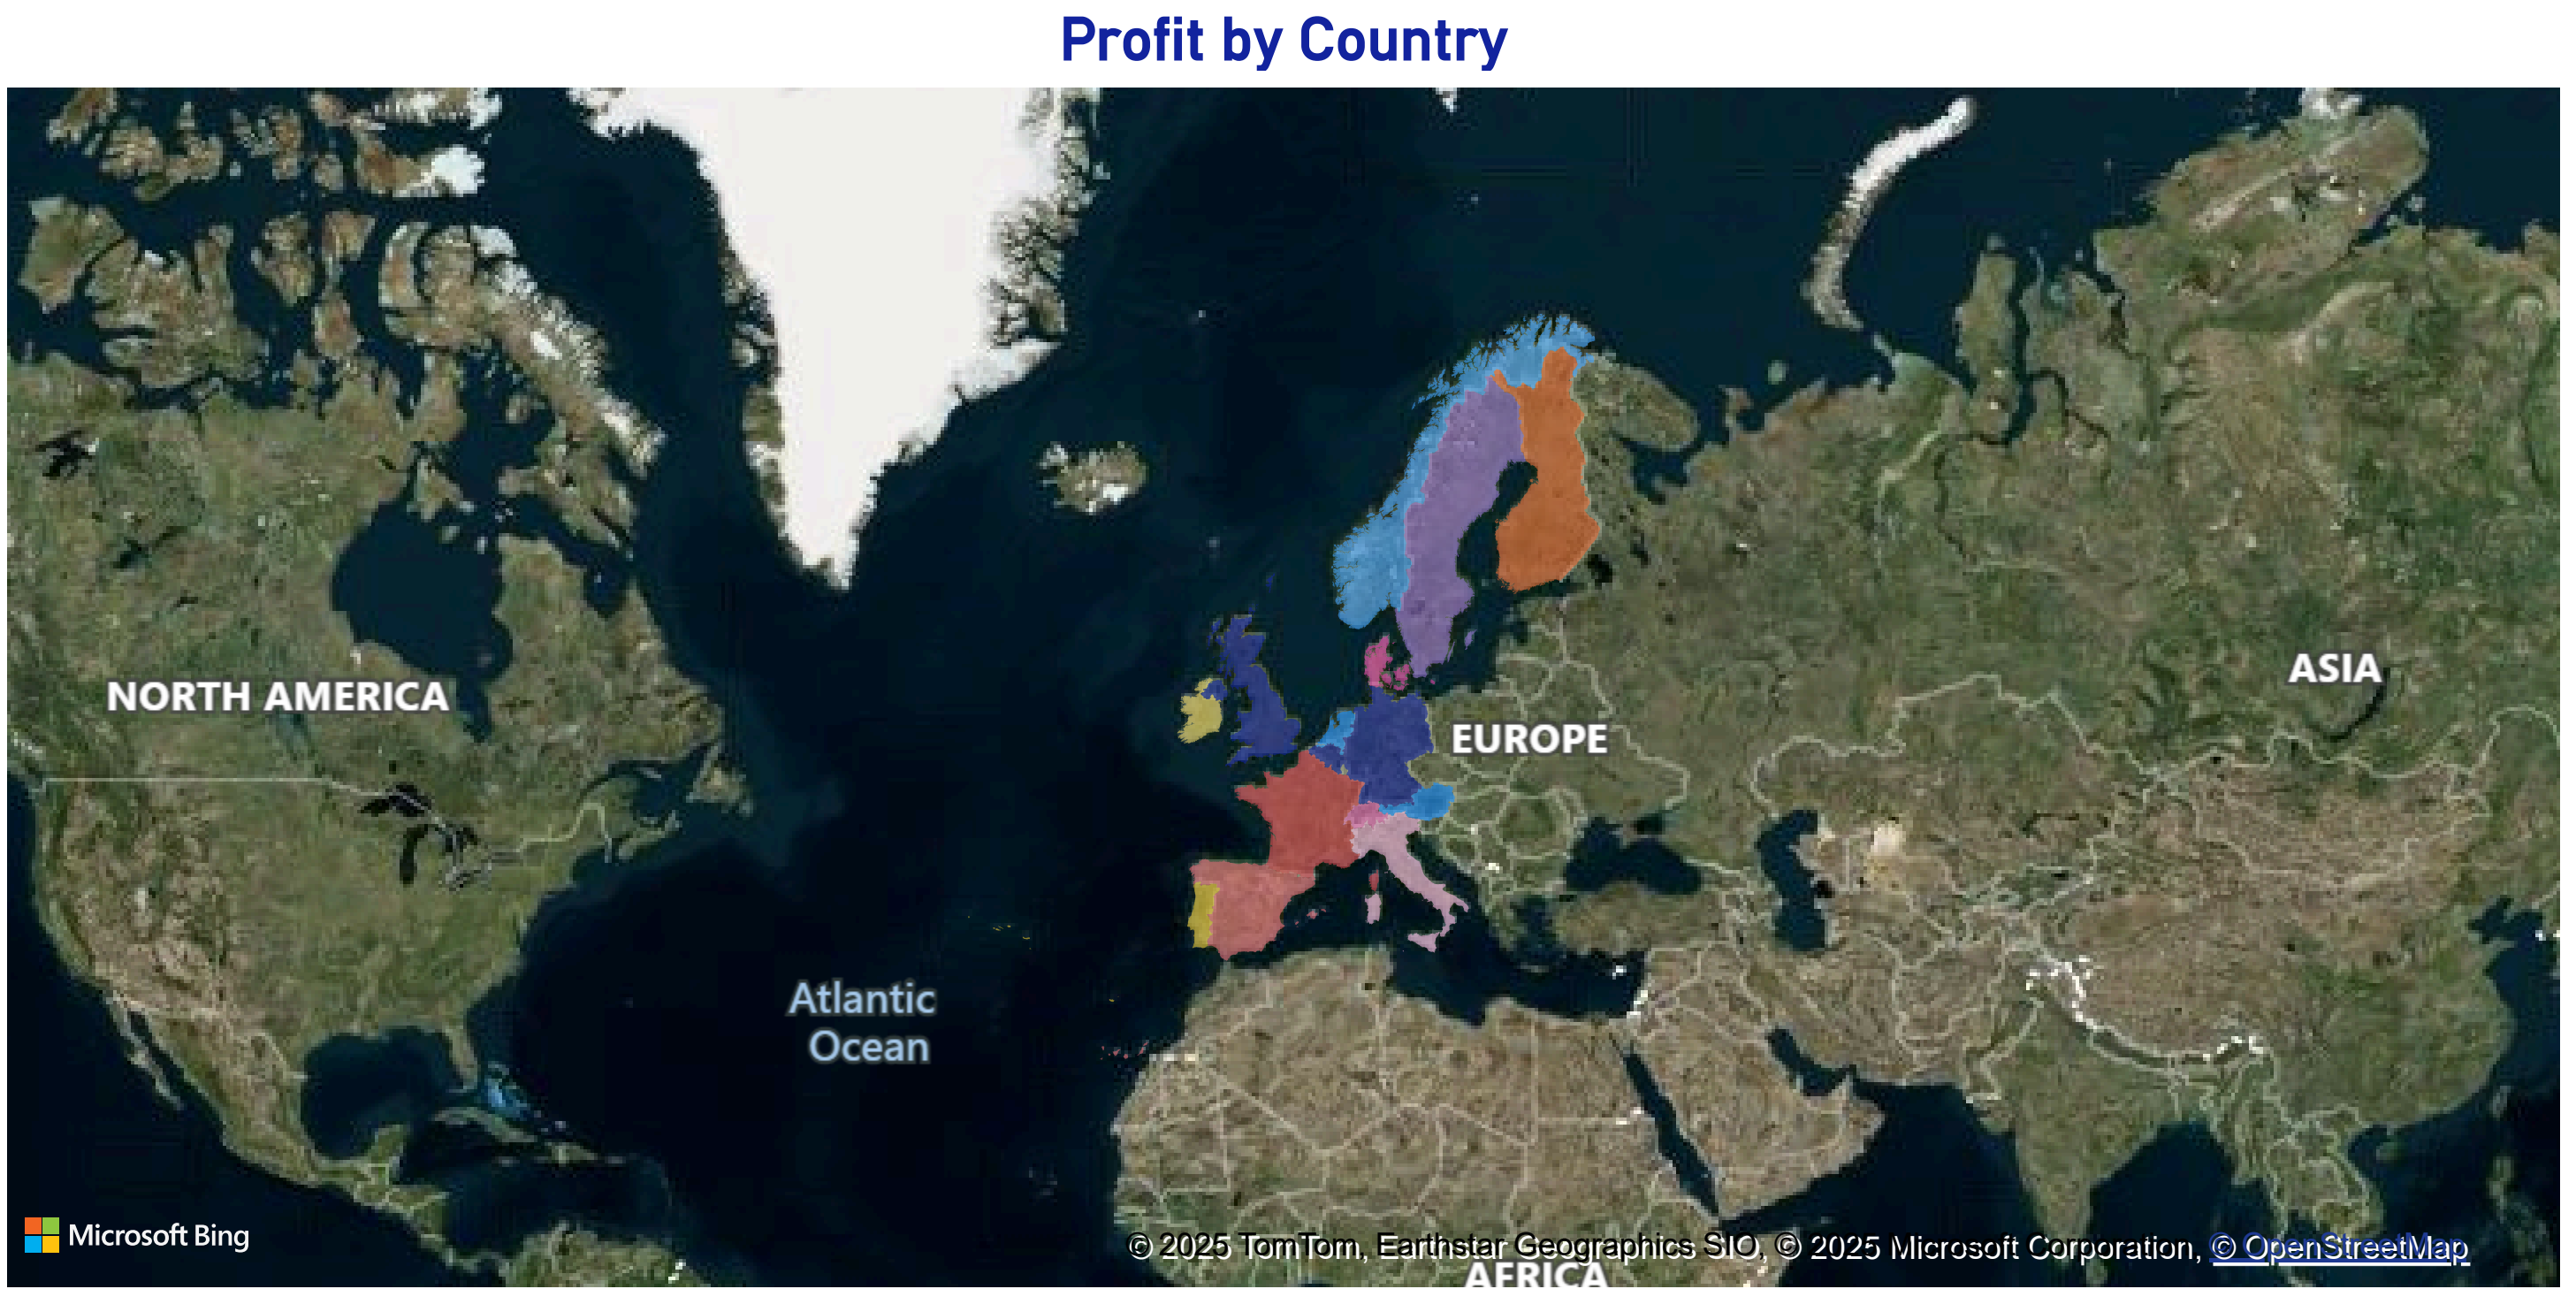 Profit by Country
NORTH AMERICA
ASIA
EUROPE
Atlantic
Ocean
Microsoft Bing
© 2025 TomTom, Earthstar Geographics SIO, © 2025 Microsoft Corporation, © OpenStreetMap
AFRICA